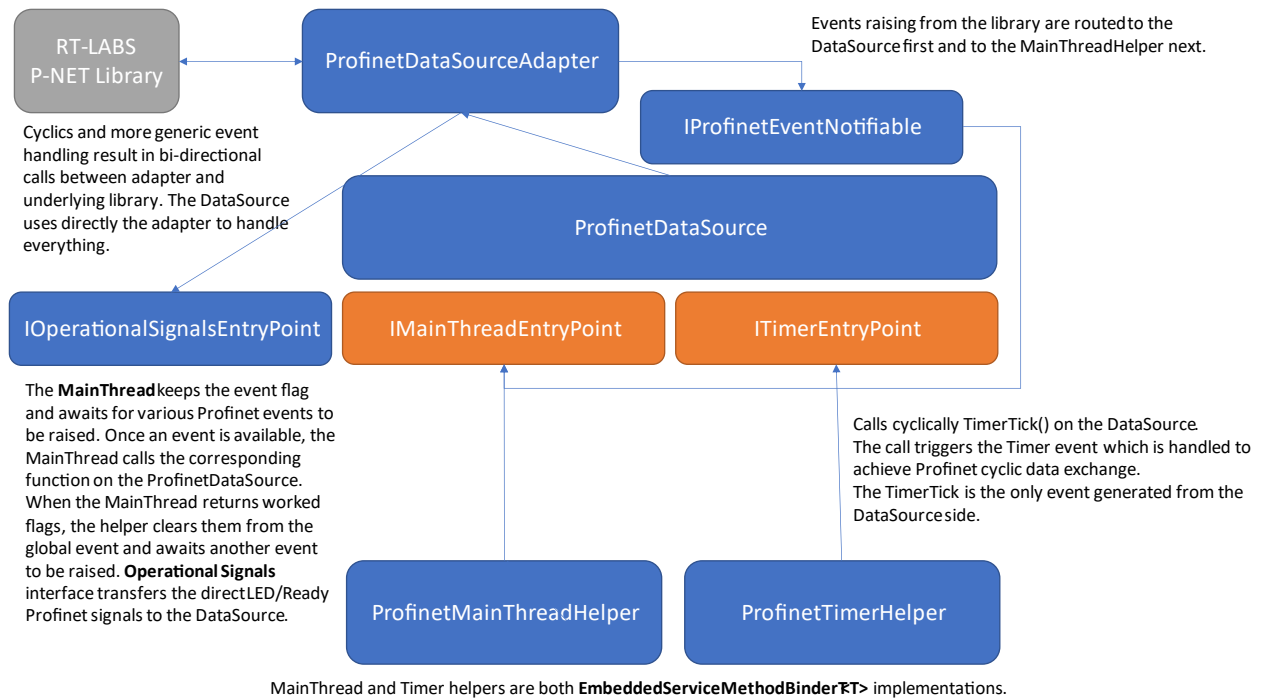 RT-LABS
P-NET Library
ProfinetDataSourceAdapter
Events raising from the library are routed to the
DataSource first and to the MainThreadHelper next.
IProfinetEventNotifiable
Cyclics and more generic event
handling result in bi-directional
calls between adapter and
underlying library. The DataSource
uses directly the adapter to handle
everything.
ProfinetDataSource
IOperationalSignalsEntryPoint
IMainThreadEntryPoint
ITimerEntryPoint
The MainThread keeps the event flag
and awaits for various Profinet events to
be raised. Once an event is available, the
MainThread calls the corresponding
function on the ProfinetDataSource.
When the MainThread returns worked
flags, the helper clears them from the
global event and awaits another event
to be raised. Operational Signals
interface transfers the direct LED/Ready
Profinet signals to the DataSource.
Calls cyclically TimerTick() on the DataSource.
The call triggers the Timer event which is handled to
achieve Profinet cyclic data exchange.
The TimerTick is the only event generated from the
DataSource side.
ProfinetMainThreadHelper
ProfinetTimerHelper
MainThread and Timer helpers are both EmbeddedServiceMethodBinder<T> implementations.